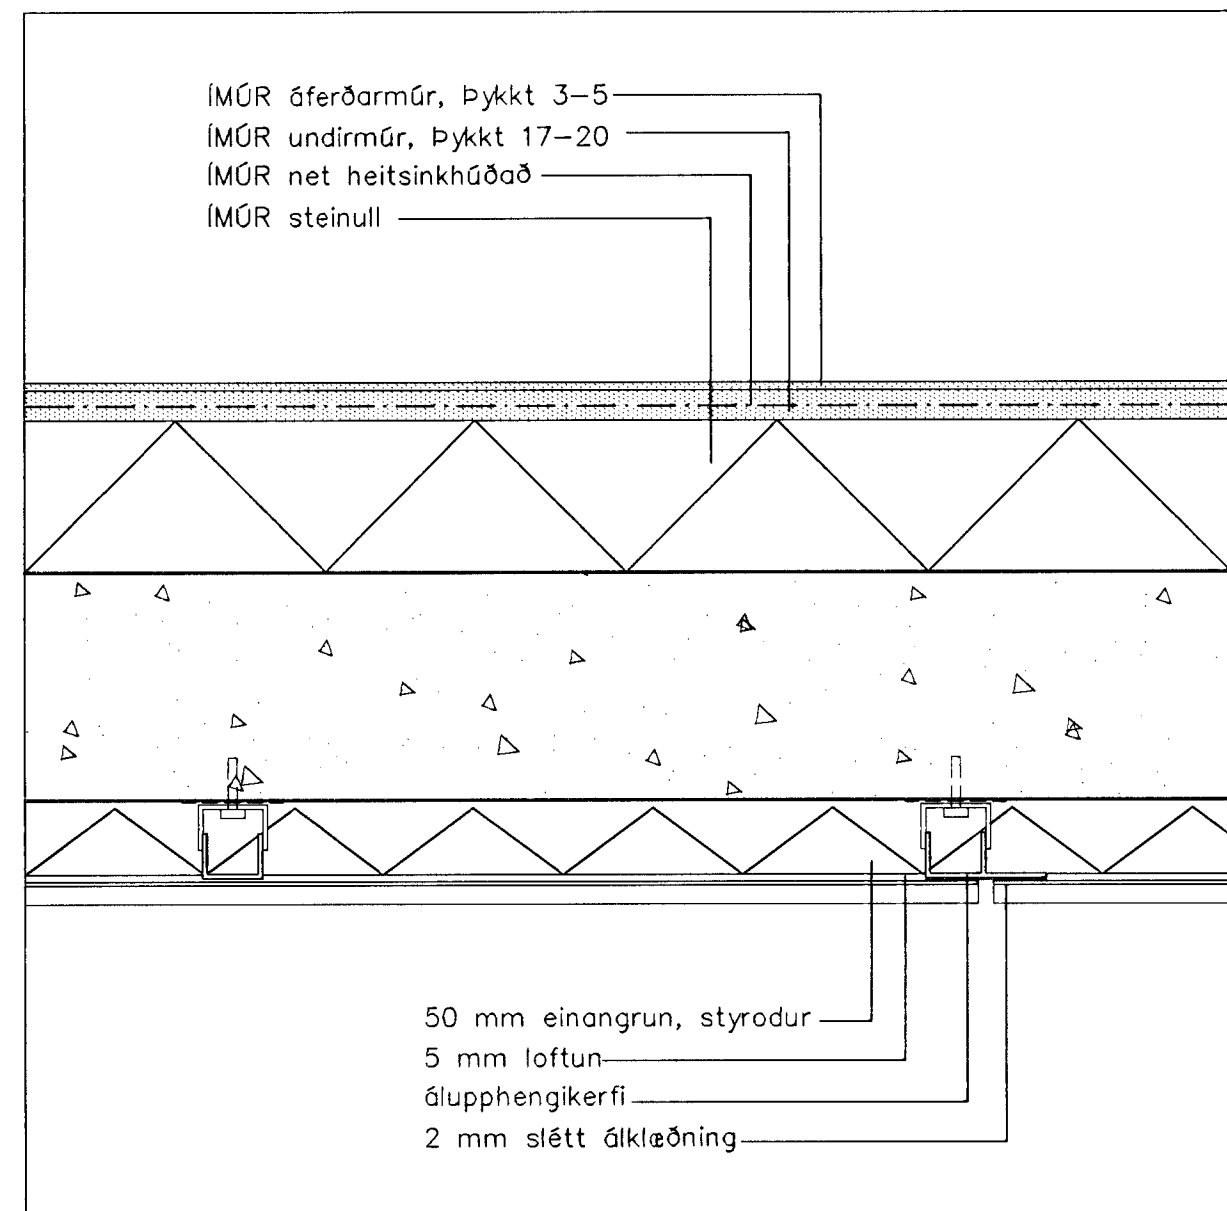 ÍMÚR áferðarmúr, Þykkt 3–5
ÍMÚR undirmúr, Þykkt 17–20
ÍMÚR net heitsinkhúðað
ÍMÚR steinull
50 mm einangrun, styrodur
5 mm loftun
álupphengikerfi
2 mm slétt álklæðning